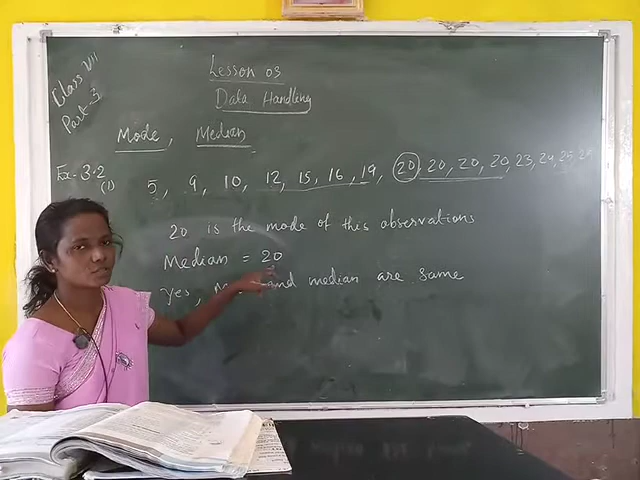 Class VII
Part-3
Lesson 03
Data Handling
Mode, Median
Ex-3.2
(1) 5, 9, 10, 12, 15, 16, 19, 20, 20, 20, 20, 23, 24, 25, 25
20 is the mode of this observations
Median = 20
Yes, and median are same